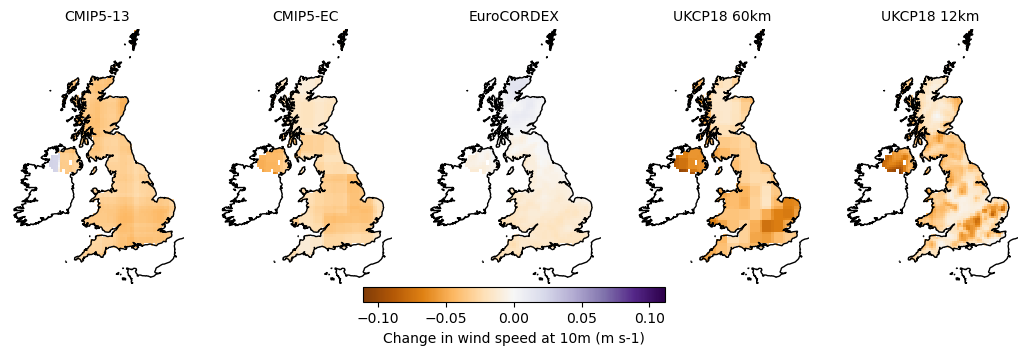 CMIP5-13 CMIP5-EC EuroCORDEX UKCP18 60km UKCP18 12km
−0.10 −0.05 0.00 0.05 0.10
Change in wind speed at 10m (m s-1)